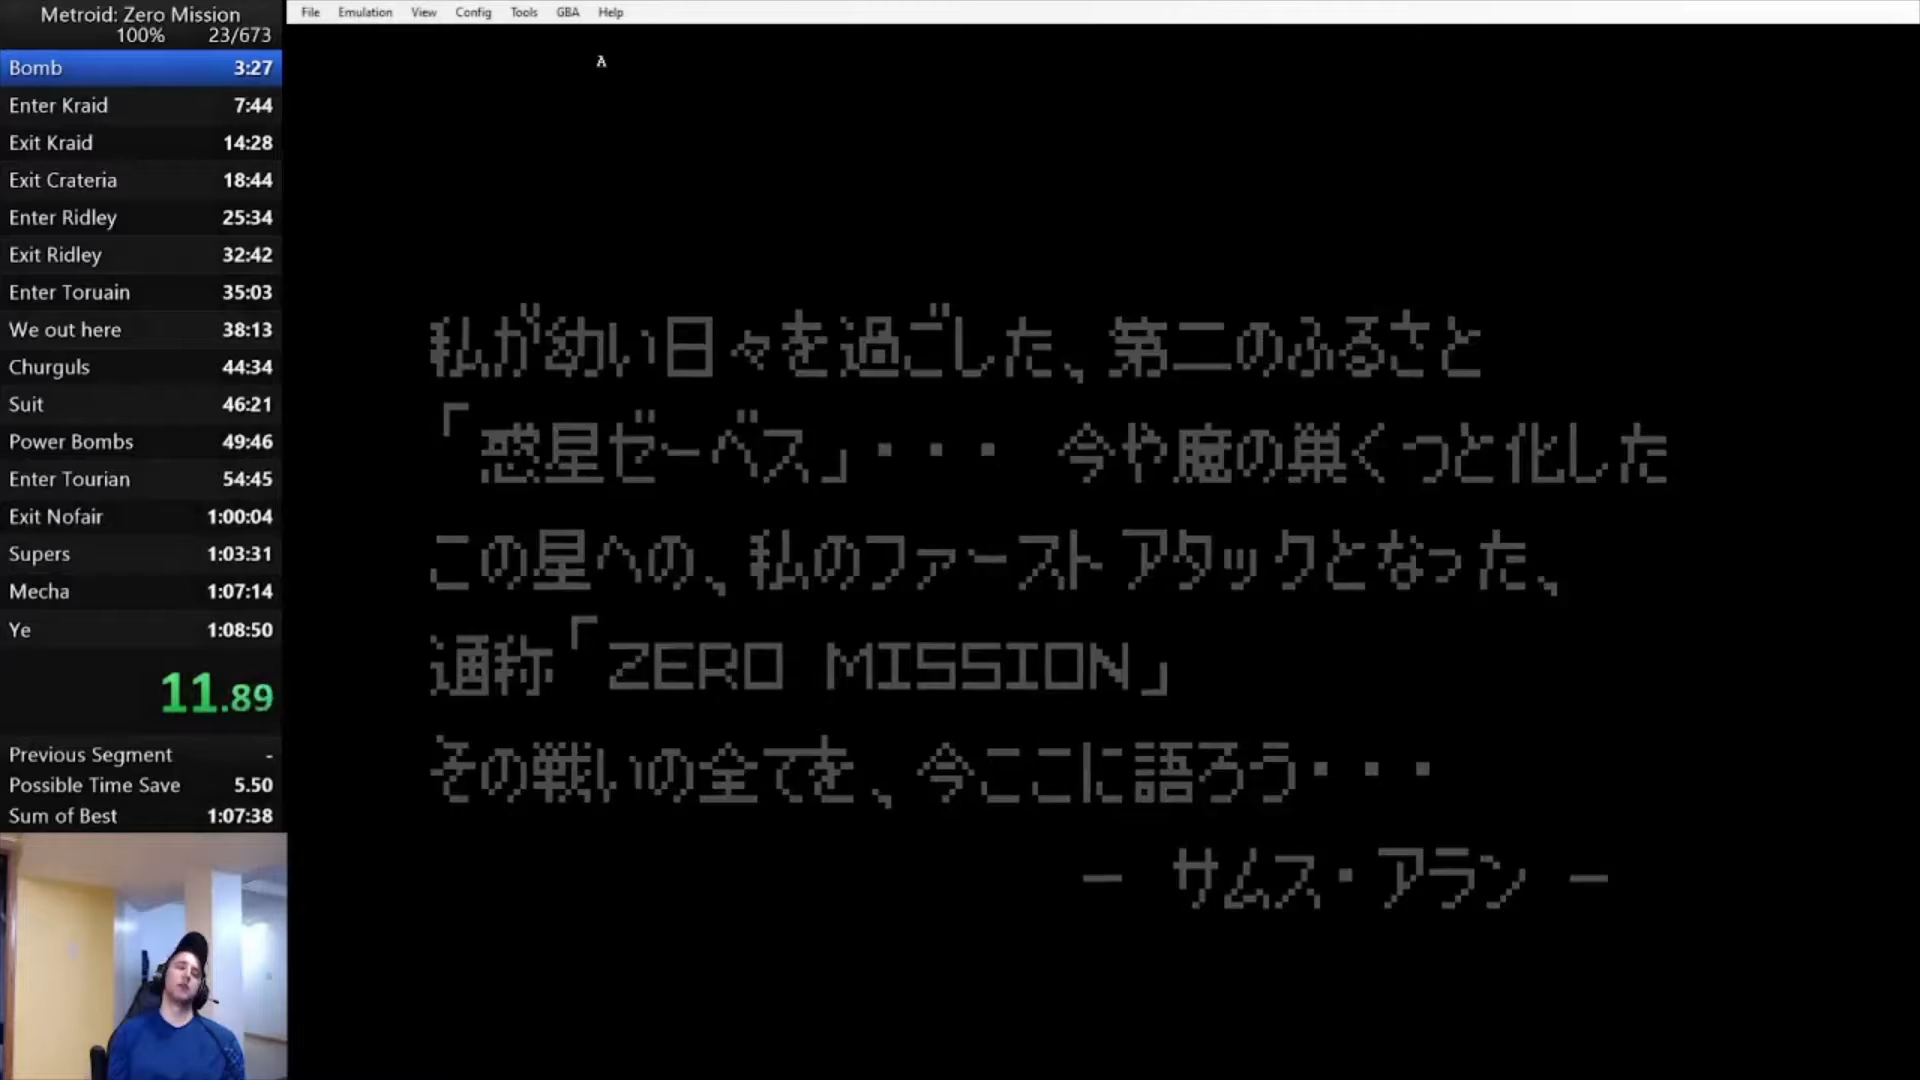 Metroid: Zero Mission
100% 23/673
Bomb 3:27
Enter Kraid 7:44
Exit Kraid 14:28
Exit Crateria 18:44
Enter Ridley 25:34
Exit Ridley 32:42
Enter Toruain 35:03
We out here 38:13
Churguls 44:34
Suit 46:21
Power Bombs 49:46
Enter Tourian 54:45
Exit Nofair 1:00:04
Supers 1:03:31
Mecha 1:07:14
Ye 1:08:50
11.89
Previous Segment -
Possible Time Save 5.50
Sum of Best 1:07:38
File Emulation View Config Tools GBA Help
A
私が幼い日々を過ごした、第二のふるさと
「惑星ゼーベス」・・・ 今や魔の巣くつと化した
この星への、私のファーストアタックとなった、
通称「ZERO MISSION」
その戦いの全てを、今ここに語ろう・・・
— サムス・アラン —